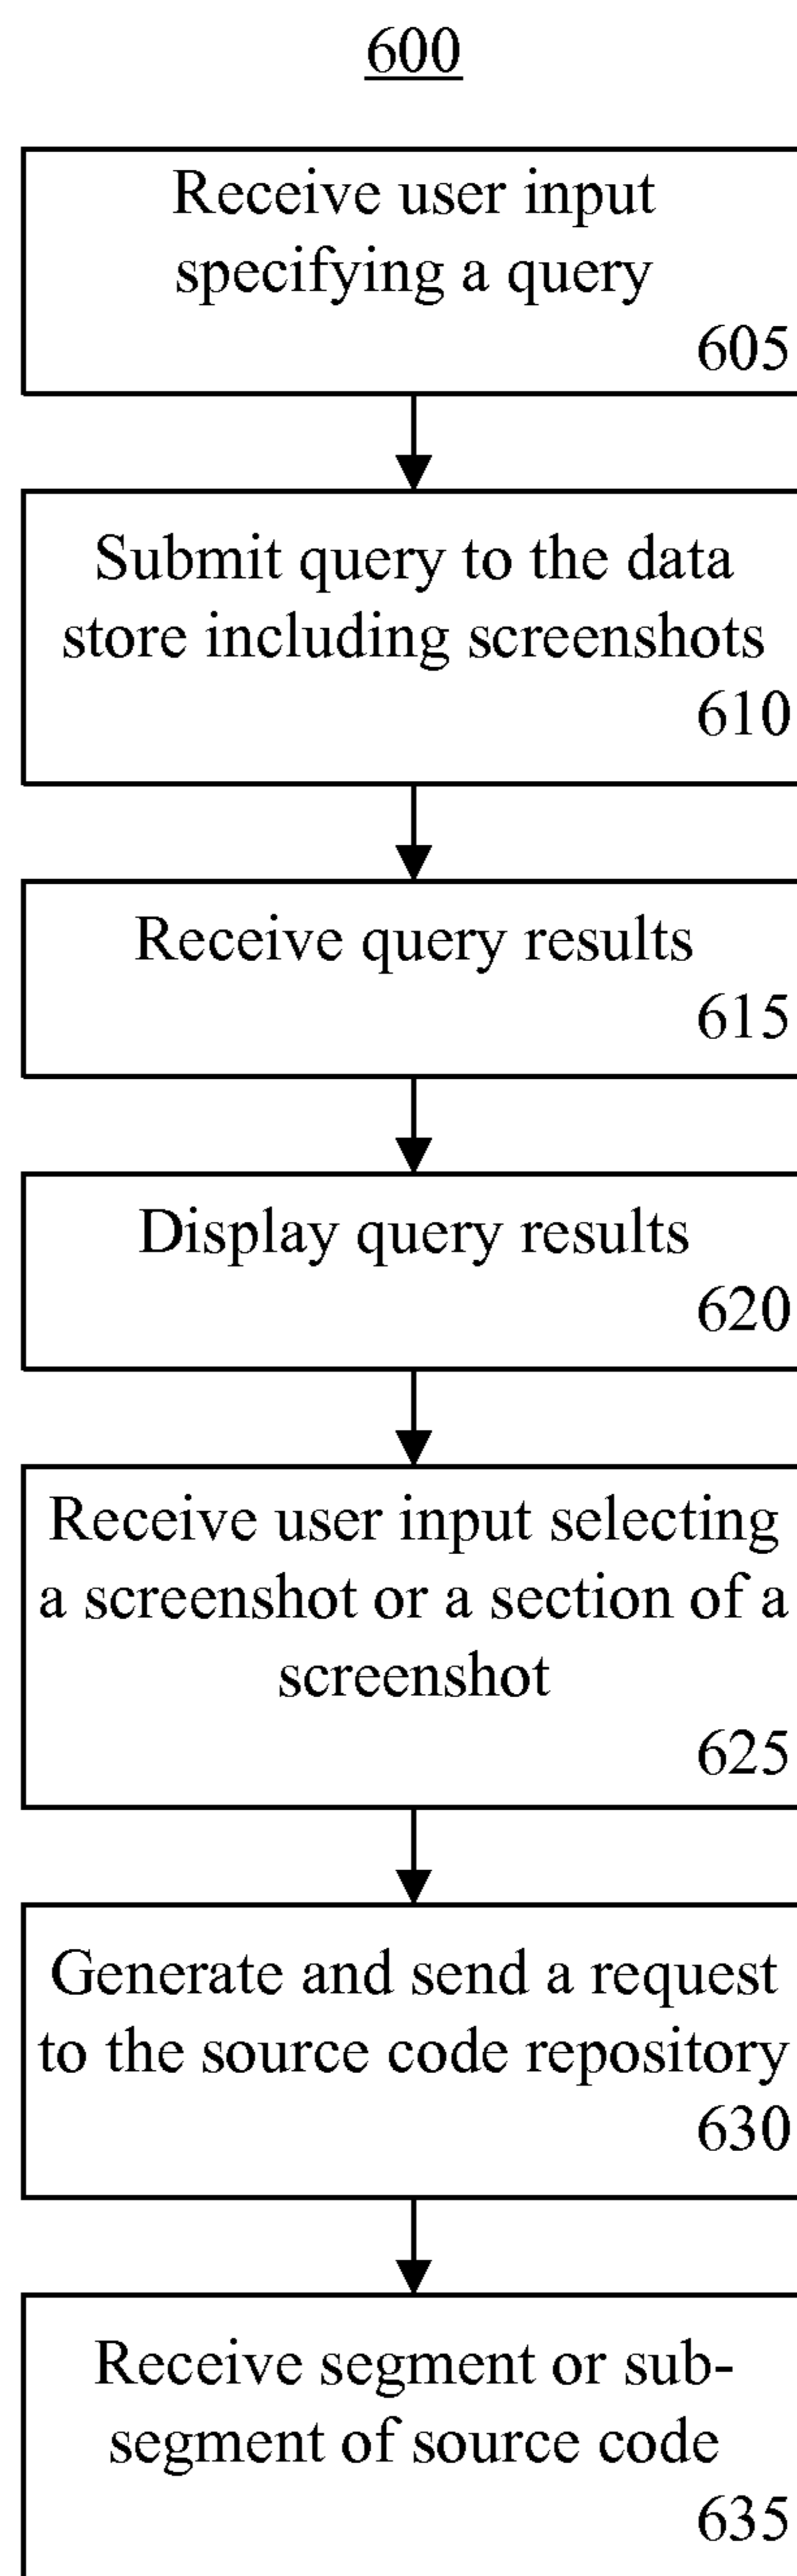 600
Receive user input
specifying a query
605
Submit query to the data
store including screenshots
610
Receive query results
615
Display query results
620
Receive user input selecting
a screenshot or a section of a
screenshot
625
Generate and send a request
to the source code repository
630
Receive segment or sub-
segment of source code
635